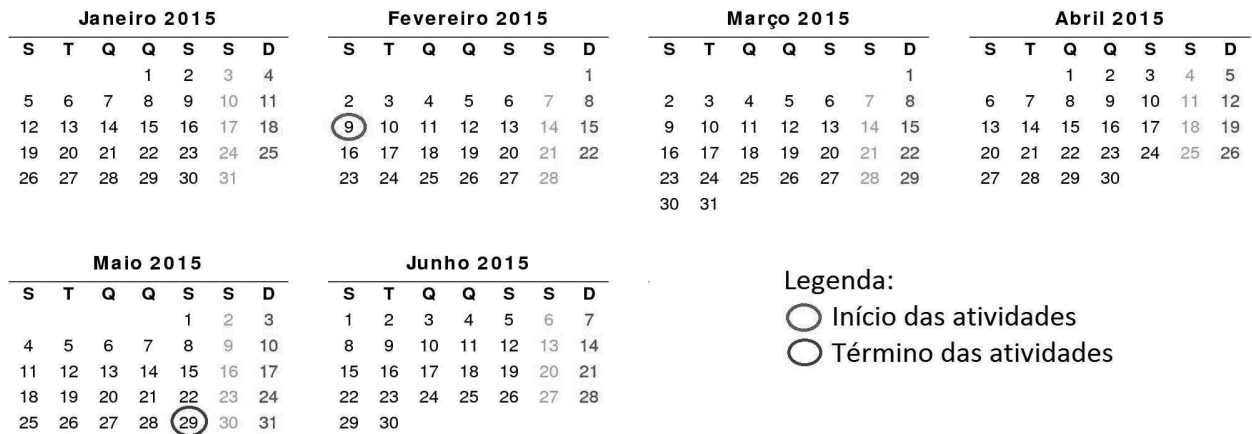 Janeiro 2015
S T Q Q S S D
1 2 3 4
5 6 7 8 9 10 11
12 13 14 15 16 17 18
19 20 21 22 23 24 25
26 27 28 29 30 31
Fevereiro 2015
S T Q Q S S D
1
2 3 4 5 6 7 8
9 10 11 12 13 14 15
16 17 18 19 20 21 22
23 24 25 26 27 28
Março 2015
S T Q Q S S D
1
2 3 4 5 6 7 8
9 10 11 12 13 14 15
16 17 18 19 20 21 22
23 24 25 26 27 28 29
30 31
Abril 2015
S T Q Q S S D
1 2 3 4 5
6 7 8 9 10 11 12
13 14 15 16 17 18 19
20 21 22 23 24 25 26
27 28 29 30
Maio 2015
S T Q Q S S D
1 2 3
4 5 6 7 8 9 10
11 12 13 14 15 16 17
18 19 20 21 22 23 24
25 26 27 28 29 30 31
Junho 2015
S T Q Q S S D
1 2 3 4 5 6 7
8 9 10 11 12 13 14
15 16 17 18 19 20 21
22 23 24 25 26 27 28
29 30
Legenda:
Início das atividades
Término das atividades